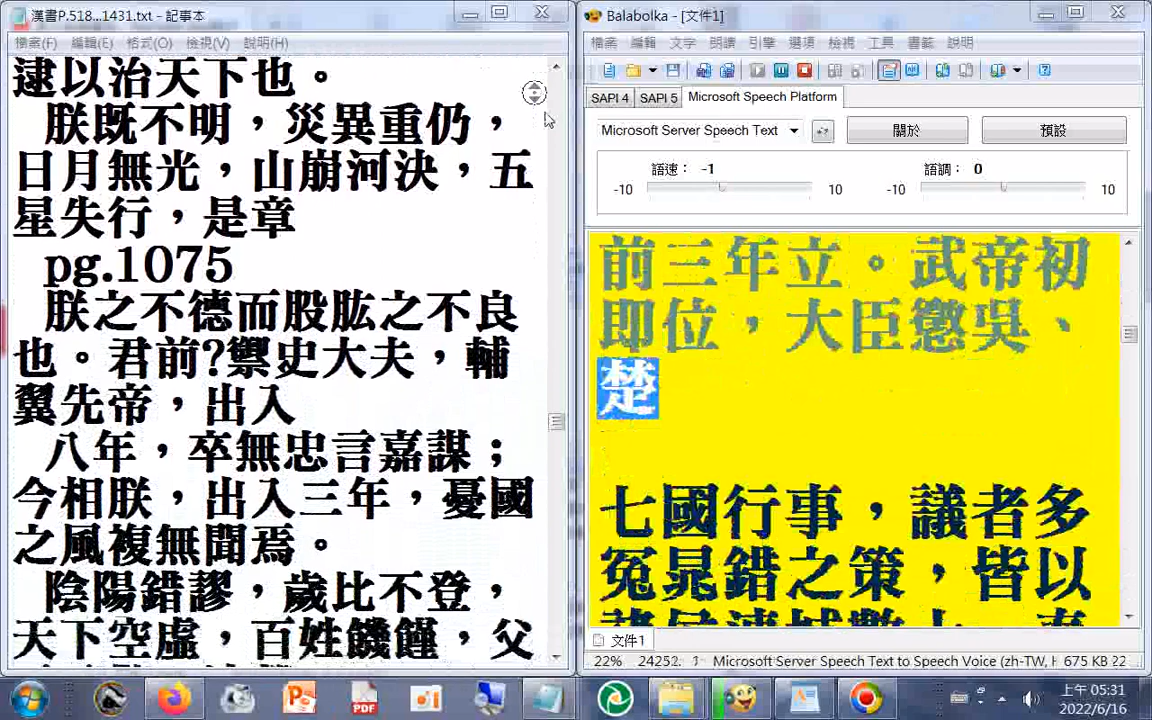 漢書P.518...1431.txt - 記事本
檔案(F) 編輯(E) 格式(O) 檢視(V) 說明(H)
逮以治天下也。
朕既不明，災異重仍，
日月無光，山崩河決，五
星失行，是章
pg.1075
朕之不德而股肱之不良
也。君前?禦史大夫，輔
翼先帝，出入
八年，卒無忠言嘉謀；
今相朕，出入三年，憂國
之風複無聞焉。
陰陽錯謬，歲比不登，
天下空虛，百姓饑饉，父
Balabolka - [文件1]
檔案 編輯 文字 朗讀 引擎 選項 檢視 工具 書籤 說明
SAPI 4 SAPI 5 Microsoft Speech Platform
Microsoft Server Speech Text 關於 預設
語速： -1 語調： 0
-10 10 -10 10
前三年立。武帝初
即位，大臣懲吳、
楚
七國行事，議者多
冤晁錯之策，皆以
文件1
22% 24252. 1 Microsoft Server Speech Text to Speech Voice (zh-TW, H 675 KB 22
上午 05:31
2022/6/16